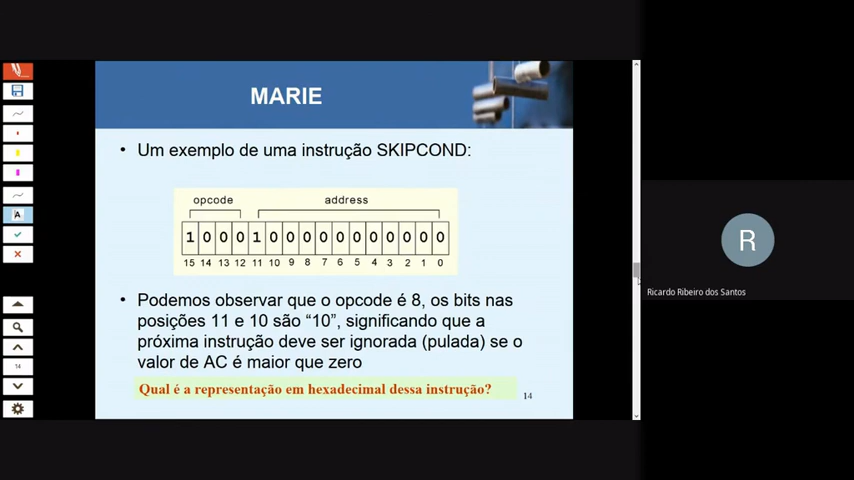 MARIE
• Um exemplo de uma instrução SKIPCOND:
opcode address
1 0 0 0 1 0 0 0 0 0 0 0 0 0 0 0
15 14 13 12 11 10 9 8 7 6 5 4 3 2 1 0
• Podemos observar que o opcode é 8, os bits nas
posições 11 e 10 são “10”, significando que a
próxima instrução deve ser ignorada (pulada) se o
valor de AC é maior que zero
Qual é a representação em hexadecimal dessa instrução?
14
A
14
R
Ricardo Ribeiro dos Santos